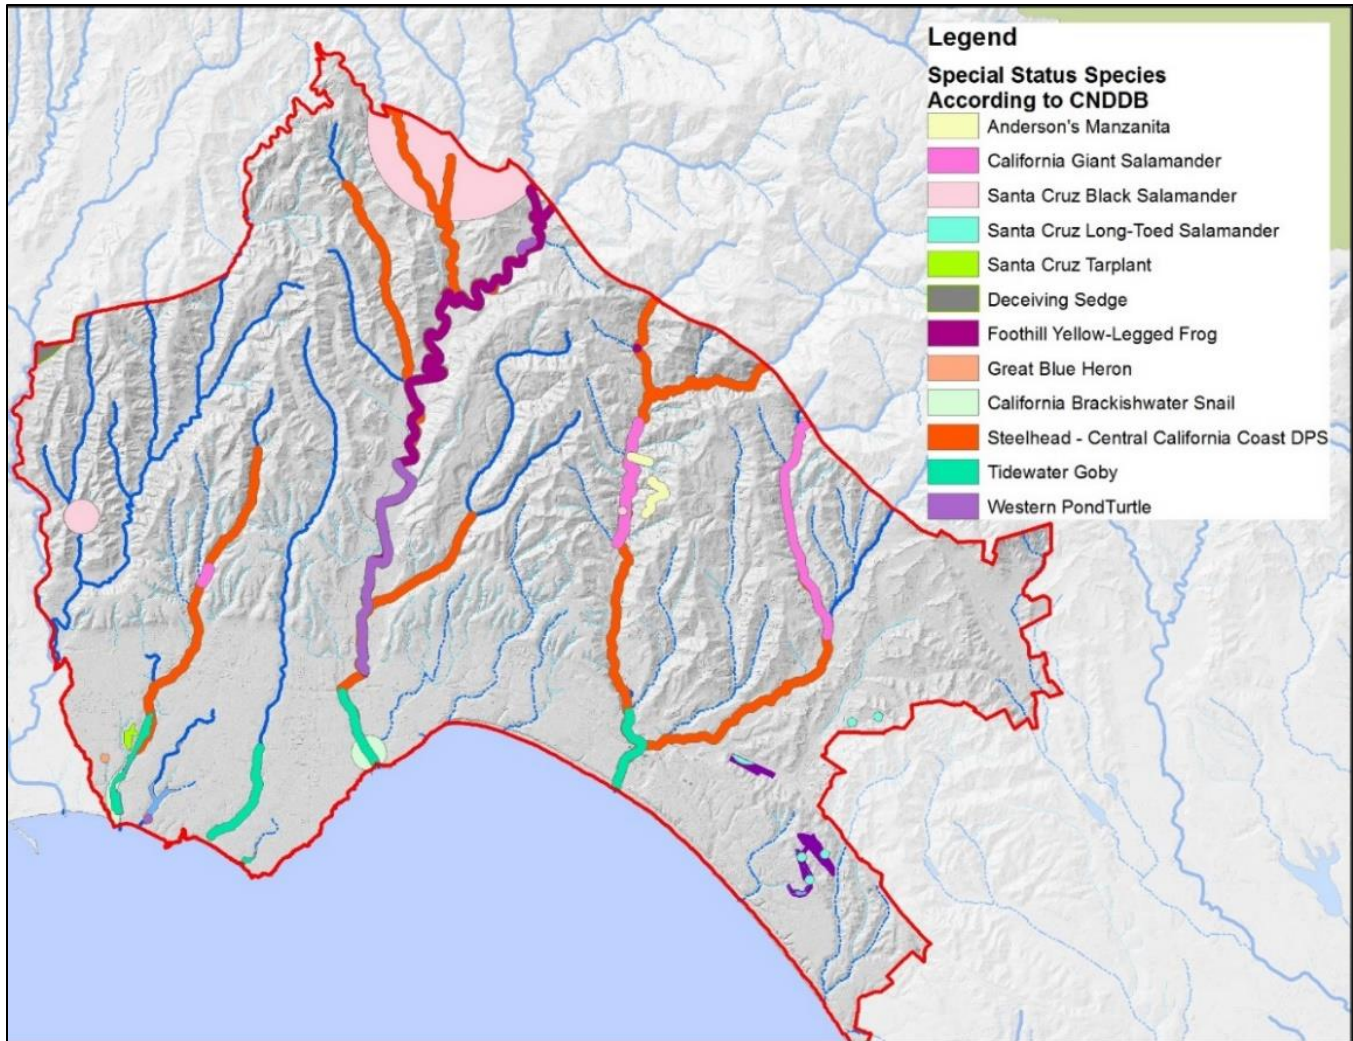 Legend
Special Status Species
According to CNDDB
Anderson's Manzanita
California Giant Salamander
Santa Cruz Black Salamander
Santa Cruz Long-Toed Salamander
Santa Cruz Tarplant
Deceiving Sedge
Foothill Yellow-Legged Frog
Great Blue Heron
California Brackishwater Snail
Steelhead - Central California Coast DPS
Tidewater Goby
Western PondTurtle